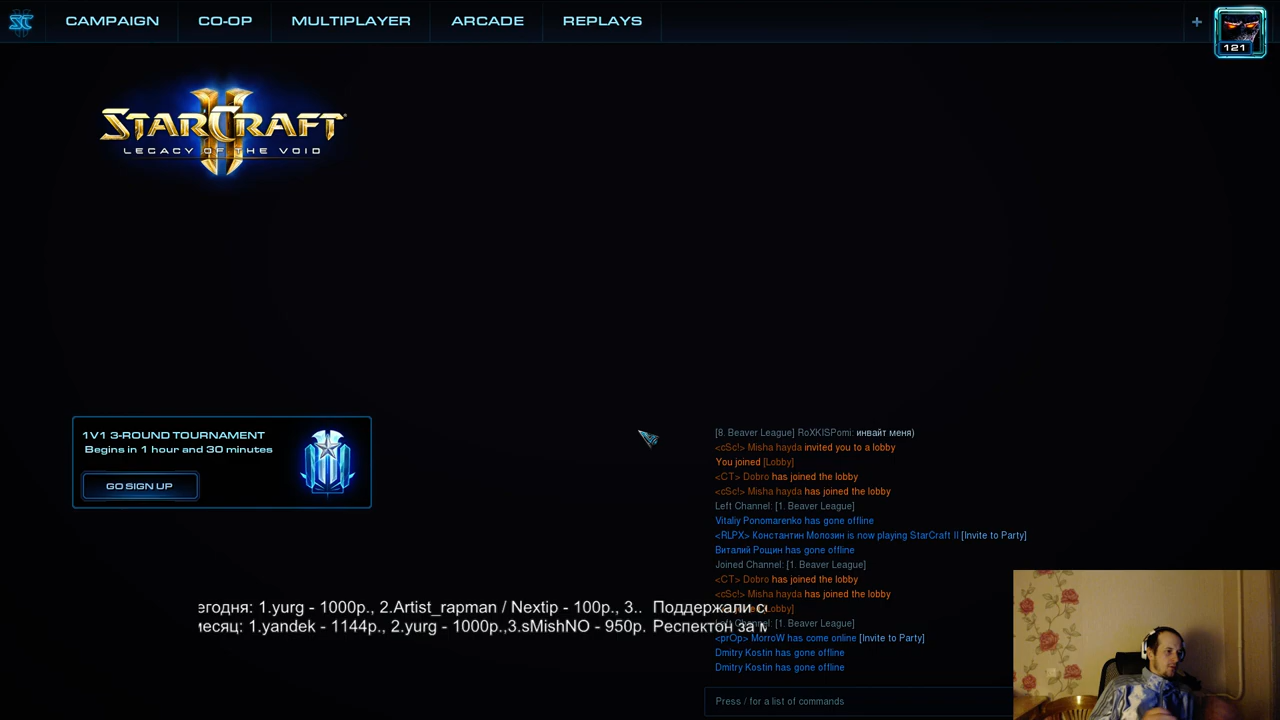 CAMPAIGN CO-OP MULTIPLAYER ARCADE REPLAYS
+
121
STARCRAFT
II
LEGACY OF THE VOID
1V1 3-ROUND TOURNAMENT
Begins in 1 hour and 30 minutes
GO SIGN UP
[8. Beaver League] RoXKISPomi: инвайт меня)
<cSc!> Misha hayda invited you to a lobby
You joined [Lobby]
<CT> Dobro has joined the lobby
<cSc!> Misha hayda has joined the lobby
Left Channel: [1. Beaver League]
Vitaliy Ponomarenko has gone offline
<RLPX> Константин Молозин is now playing StarCraft II [Invite to Party]
Виталий Рощин has gone offline
Joined Channel: [1. Beaver League]
<CT> Dobro has joined the lobby
<cSc!> Misha hayda has joined the lobby
Lobby]
Channel: [1. Beaver League]
<prOp> MorroW has come online [Invite to Party]
Dmitry Kostin has gone offline
Dmitry Kostin has gone offline
Press / for a list of commands
егодня: 1.yurg - 1000р., 2.Artist_rapman / Nextip - 100р., 3.. Поддержали с
месяц: 1.yandek - 1144р., 2.yurg - 1000р.,3.sMishNO - 950р. Респектон за м